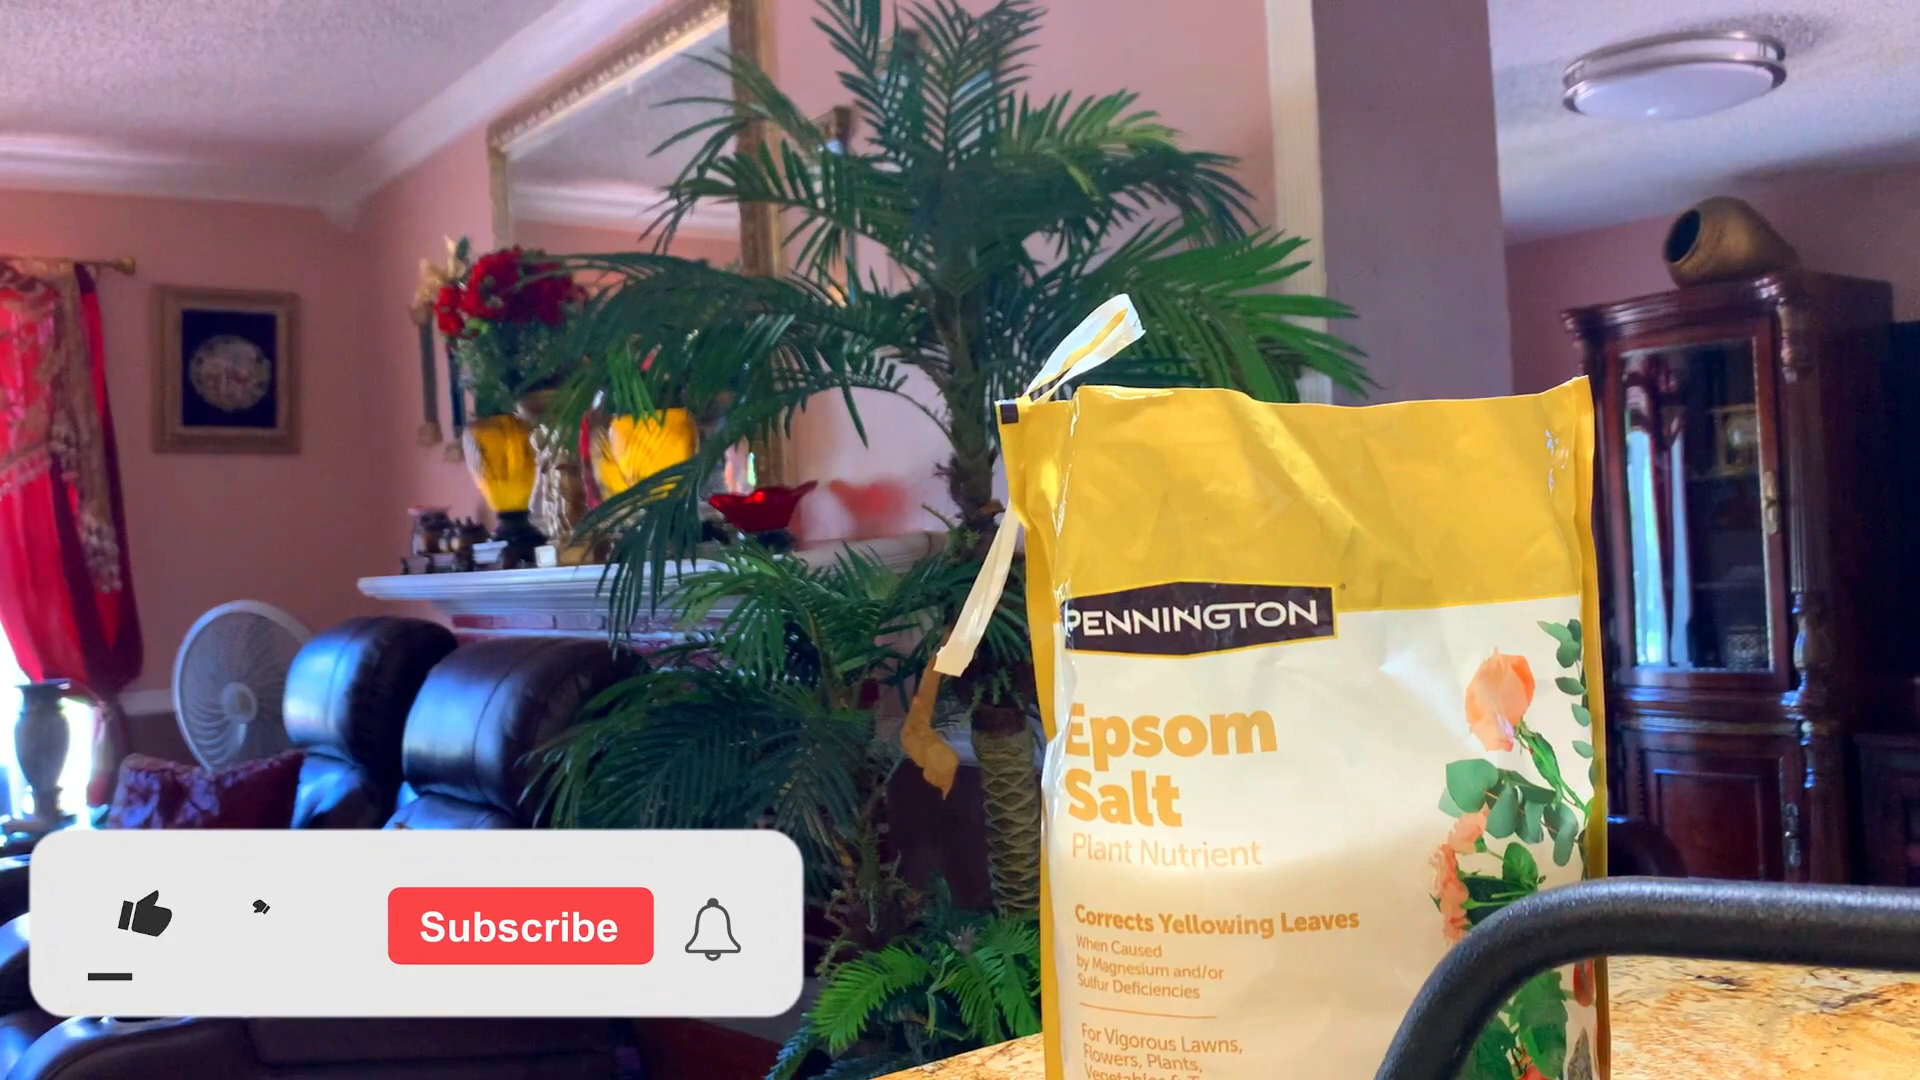 PENNINGTON
Epsom
Salt
Plant Nutrient
Corrects Yellowing Leaves
When Caused
by Magnesium and/or
Sulfur Deficiencies
For Vigorous Lawns,
Flowers, Plants,
Subscribe